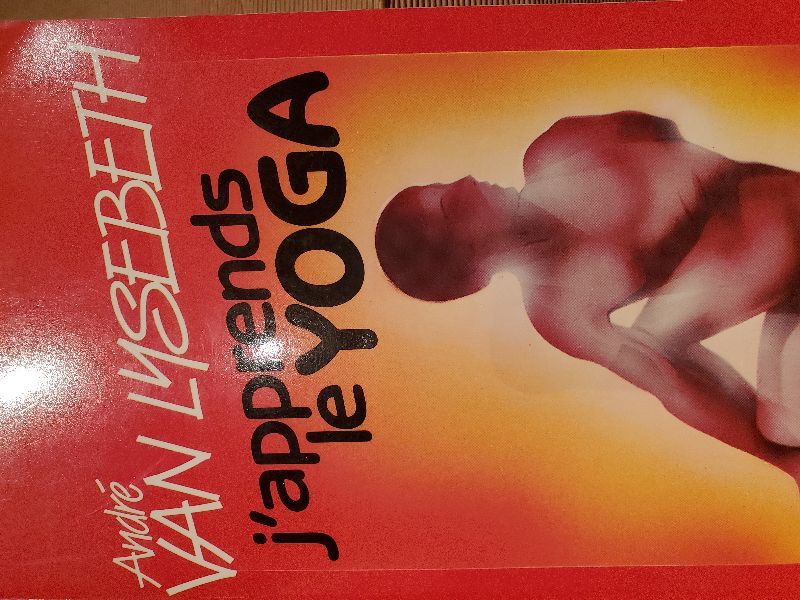 André
VAN LYSEBETH
j'apprends
le YOGA